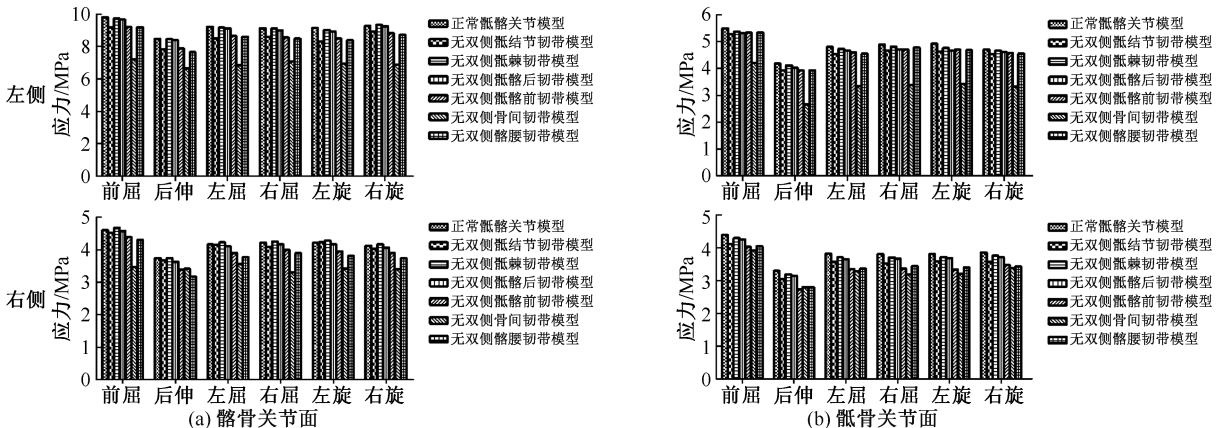 左侧
应力/MPa
10
8
6
4
2
0
前屈 后伸 左屈 右屈 左旋 右旋
正常骶髂关节模型
无双侧骶结节韧带模型
无双侧骶棘韧带模型
无双侧骶髂后韧带模型
无双侧骶髂前韧带模型
无双侧骨间韧带模型
无双侧髂腰韧带模型
应力/MPa
6
5
4
3
2
1
0
前屈 后伸 左屈 右屈 左旋 右旋
正常骶髂关节模型
无双侧骶结节韧带模型
无双侧骶棘韧带模型
无双侧骶髂后韧带模型
无双侧骶髂前韧带模型
无双侧骨间韧带模型
无双侧髂腰韧带模型
右侧
应力/MPa
5
4
3
2
1
0
前屈 后伸 左屈 右屈 左旋 右旋
正常骶髂关节模型
无双侧骶结节韧带模型
无双侧骶棘韧带模型
无双侧骶髂后韧带模型
无双侧骶髂前韧带模型
无双侧骨间韧带模型
无双侧髂腰韧带模型
(a) 髂骨关节面
应力/MPa
5
4
3
2
1
0
前屈 后伸 左屈 右屈 左旋 右旋
正常骶髂关节模型
无双侧骶结节韧带模型
无双侧骶棘韧带模型
无双侧骶髂后韧带模型
无双侧骶髂前韧带模型
无双侧骨间韧带模型
无双侧髂腰韧带模型
(b) 骶骨关节面